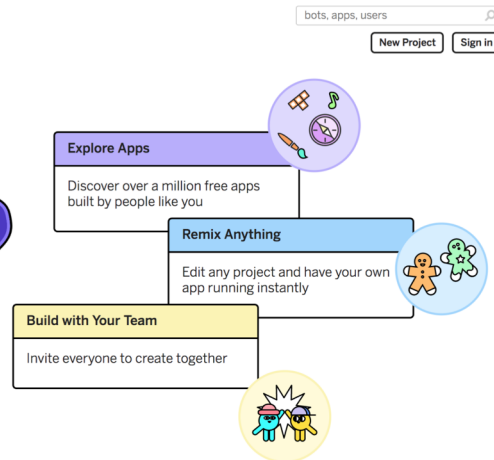 bots, apps, users
New Project Sign in
Explore Apps
Discover over a million free apps
built by people like you
Remix Anything
Edit any project and have your own
app running instantly
Build with Your Team
Invite everyone to create together